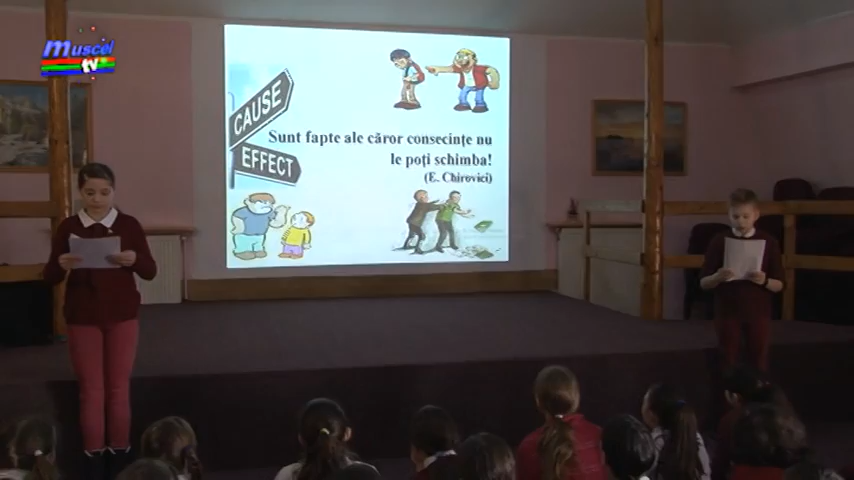 Muscel
tv
CAUSE
EFFECT
Sunt fapte ale căror consecințe nu
le poți schimba!
(E. Chirovici)